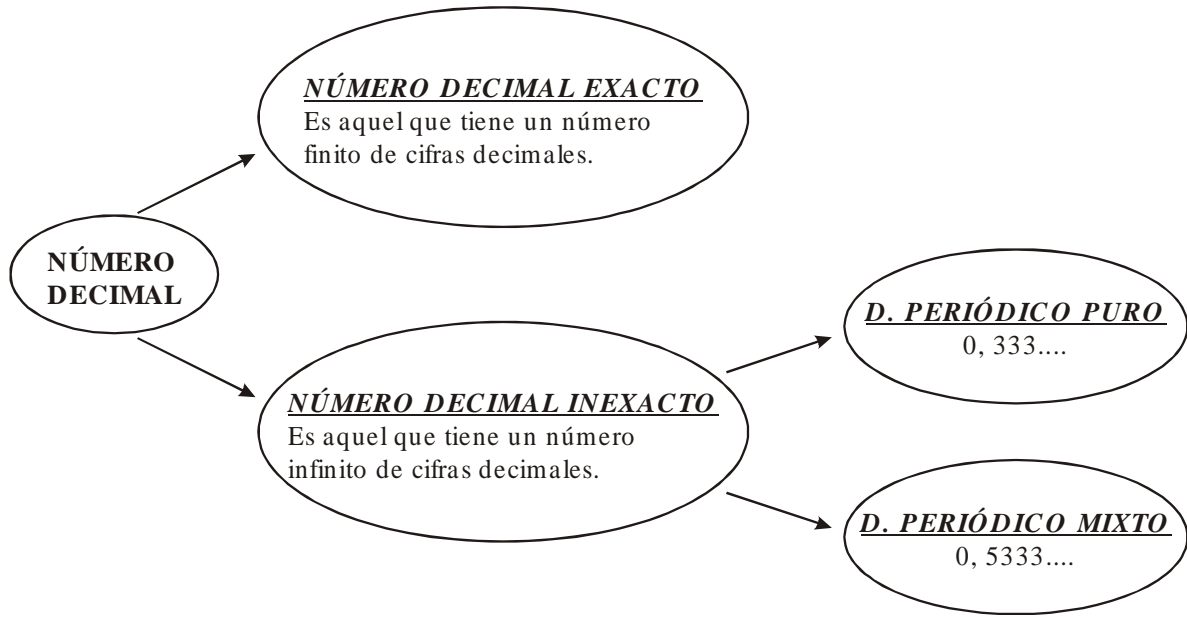 NÚMERO DECIMAL EXACTO
Es aquel que tiene un número
finito de cifras decimales.
NÚMERO
DECIMAL
NÚMERO DECIMAL INEXACTO
Es aquel que tiene un número
infinito de cifras decimales.
D. PERIÓDICO PURO
0, 333....
D. PERIÓDICO MIXTO
0, 5333....